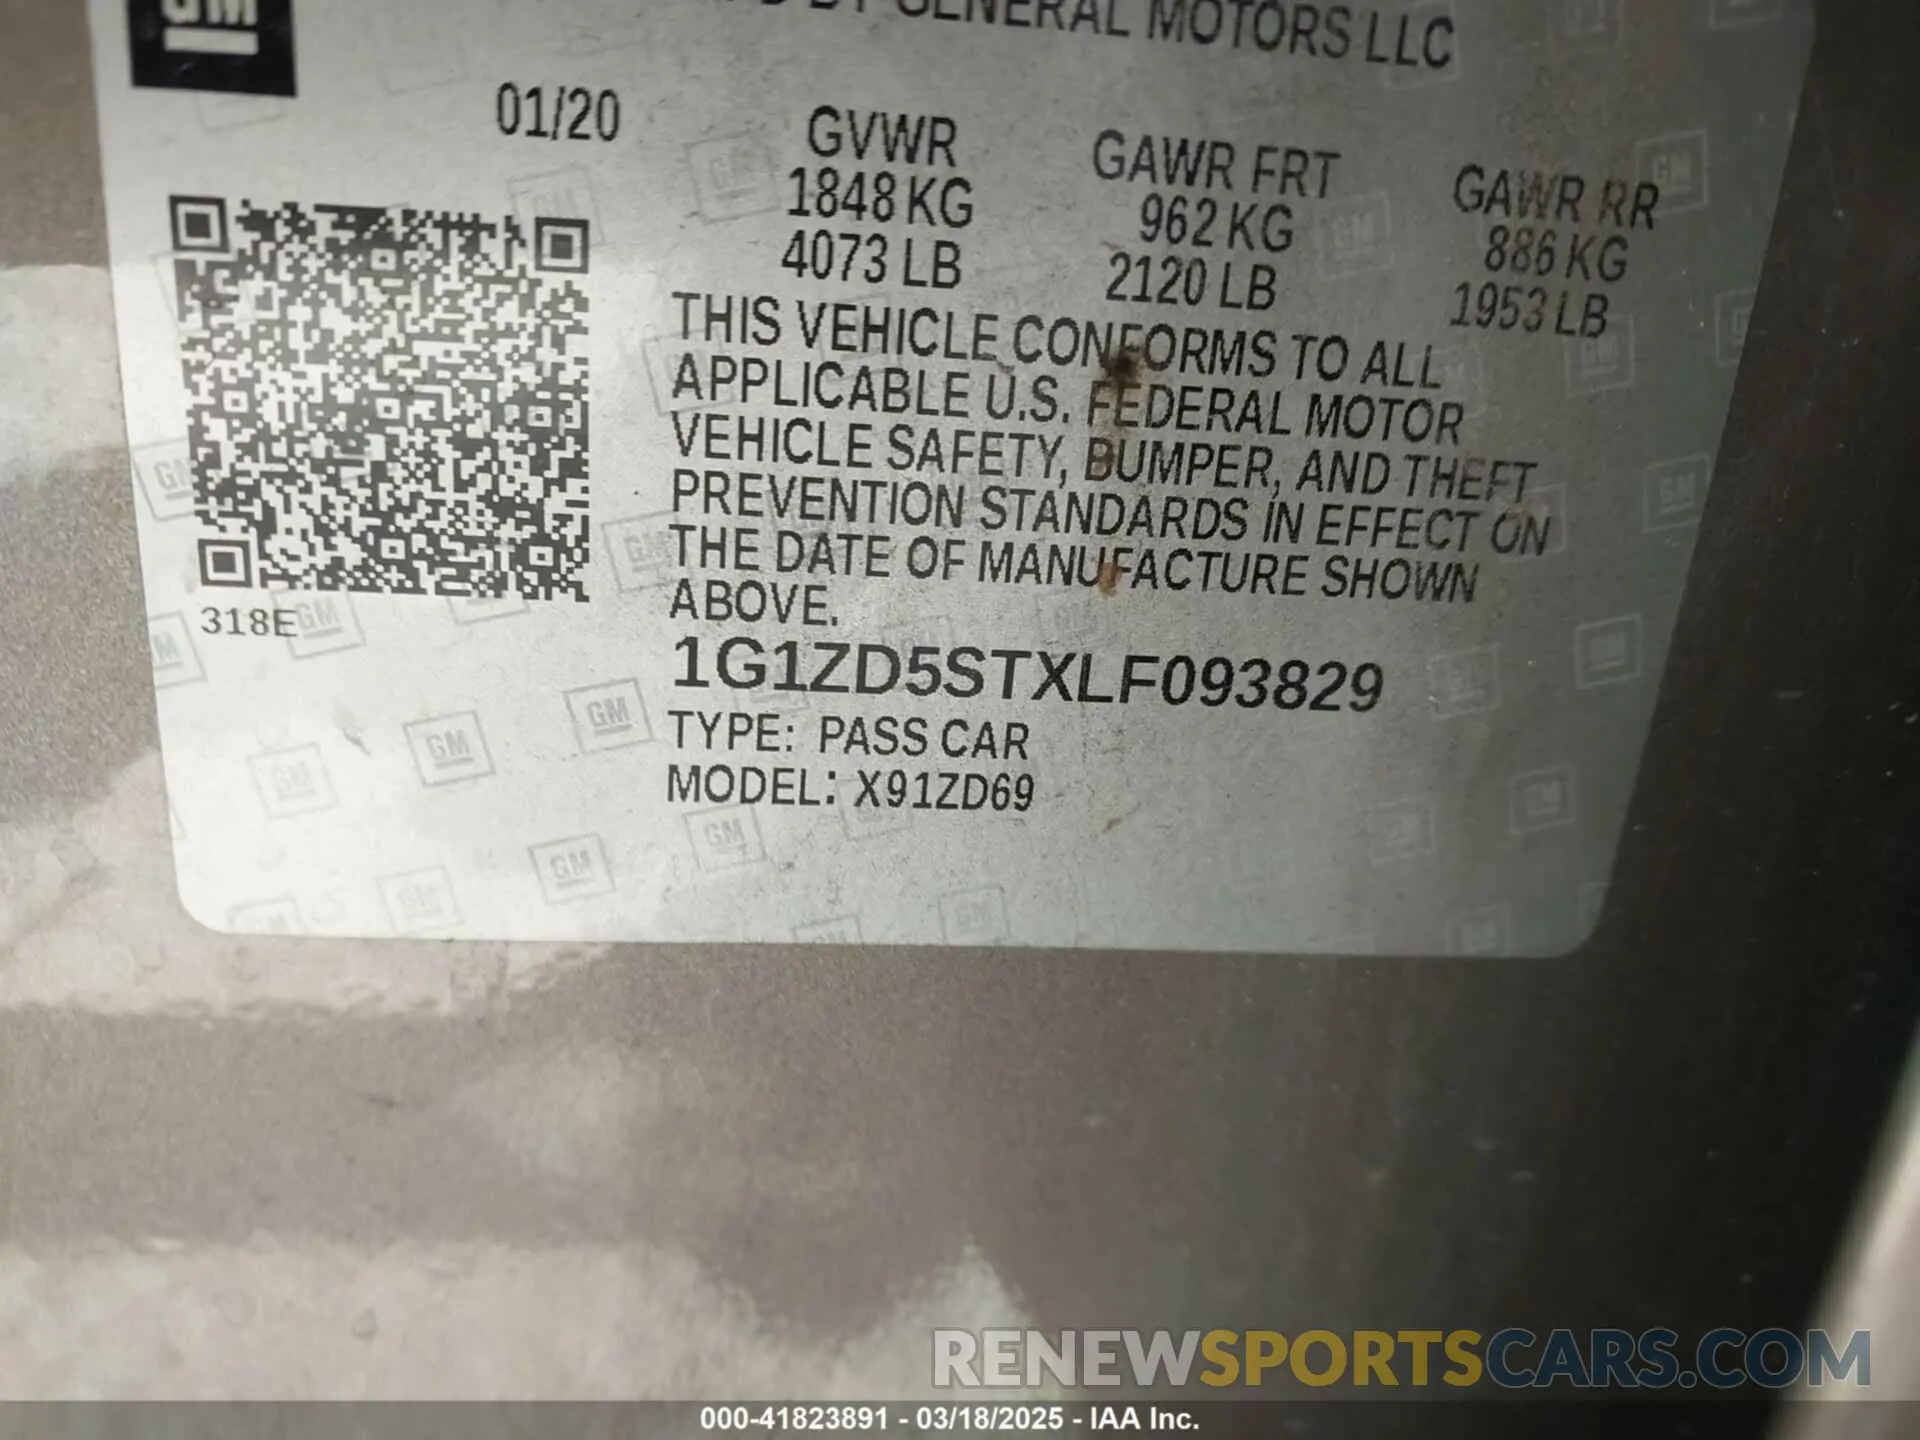 GM
BY GENERAL MOTORS LLC
01/20
GVWR GAWR FRT GAWR RR
1848 KG 962 KG 886 KG
4073 LB 2120 LB 1953 LB
THIS VEHICLE CONFORMS TO ALL
APPLICABLE U.S. FEDERAL MOTOR
VEHICLE SAFETY, BUMPER, AND THEFT
PREVENTION STANDARDS IN EFFECT ON
THE DATE OF MANUFACTURE SHOWN
ABOVE.
318E
1G1ZD5STXLF093829
TYPE: PASS CAR
MODEL: X91ZD69
RENEWSPORTSCARS.COM
000-41823891 - 03/18/2025 - IAA Inc.